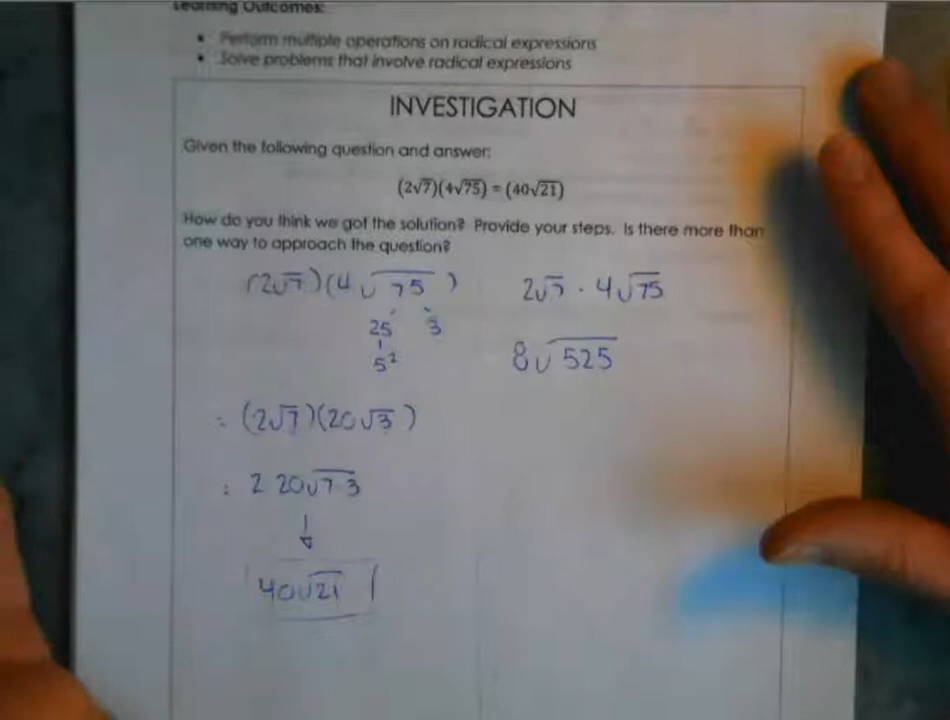 Learning Outcomes:
• Perform multiple operations on radical expressions
• Solve problems that involve radical expressions
INVESTIGATION
Given the following question and answer:
(2√7)(4√75) = (40√21)
How do you think we got the solution? Provide your steps. Is there more than
one way to approach the question?
(2√7)(4√75)
25 3
5²
: (2√7)(20√3)
: 2 20√7 3
40√21
2√7 · 4√75
8√525